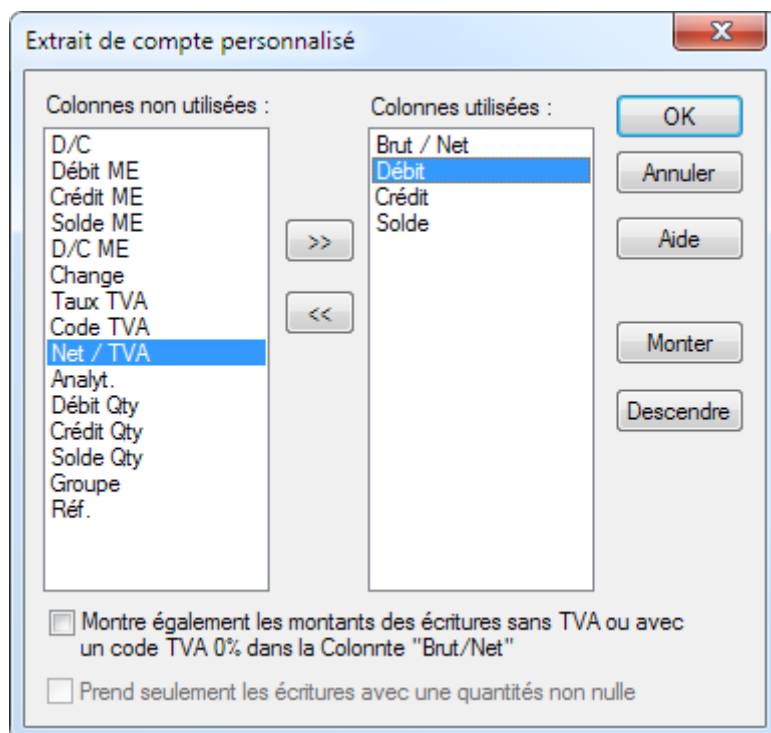 Extrait de compte personnalisé
Colonnes non utilisées :
D/C
Débit ME
Crédit ME
Solde ME
D/C ME
Change
Taux TVA
Code TVA
Net / TVA
Analyt.
Débit Qty
Crédit Qty
Solde Qty
Groupe
Réf.
>>
<<
Colonnes utilisées :
Brut / Net
Débit
Crédit
Solde
OK
Annuler
Aide
Monter
Descendre
Montre également les montants des écritures sans TVA ou avec
un code TVA 0% dans la Colonnte "Brut/Net"
Prend seulement les écritures avec une quantités non nulle